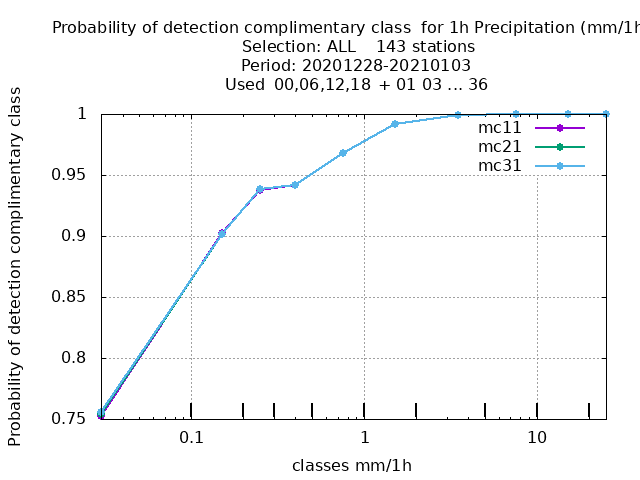 Probability of detection complimentary class for 1h Precipitation (mm/1h
Selection: ALL 143 stations
Period: 20201228-20210103
Used 00,06,12,18 + 01 03 ... 36
Probability of detection complimentary class
1
0.95
0.9
0.85
0.8
0.75
mc11
mc21
mc31
0.1
1
10
classes mm/1h